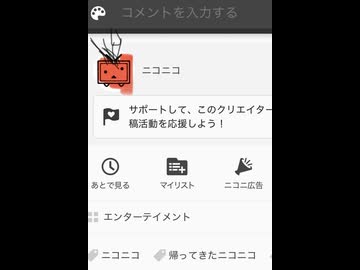 コメントを入力する
ニコニコ
サポートして、このクリエイター
稿活動を応援しよう！
あとで見る
マイリスト
ニコニ広告
エンターテイメント
ニコニコ
帰ってきたニコニコ